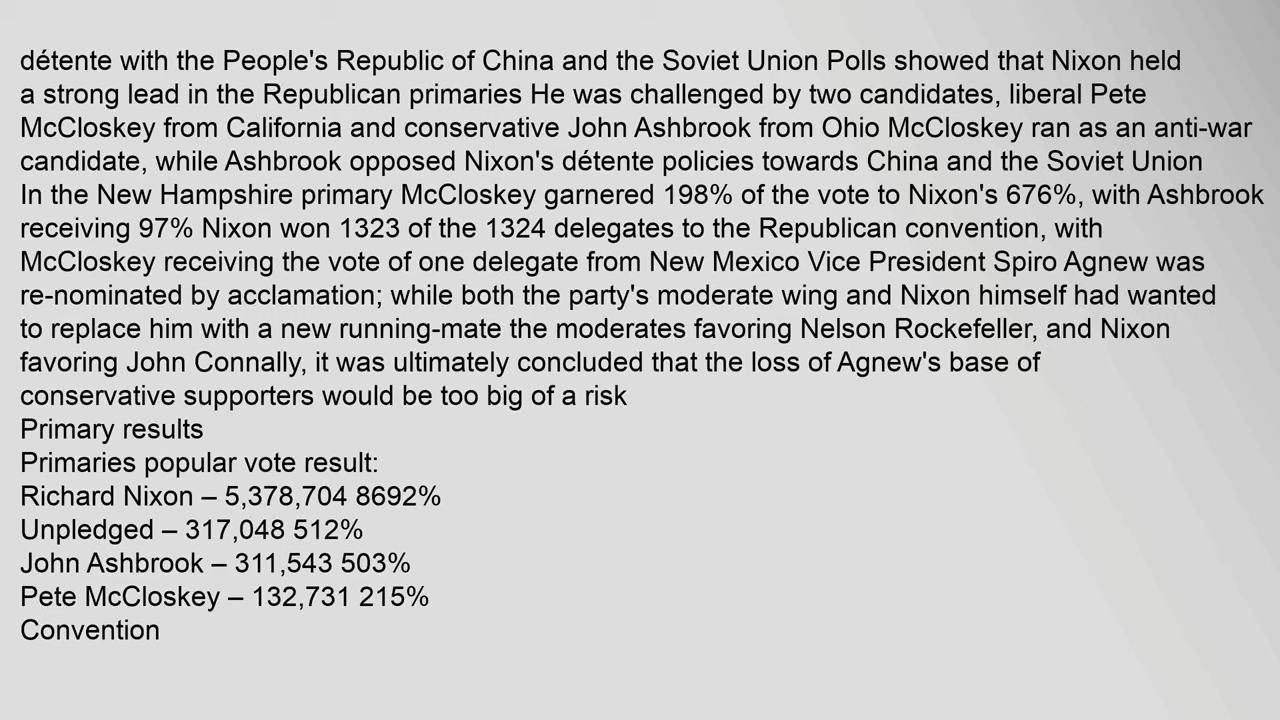 détente with the People's Republic of China and the Soviet Union Polls showed that Nixon held
a strong lead in the Republican primaries He was challenged by two candidates, liberal Pete
McCloskey from California and conservative John Ashbrook from Ohio McCloskey ran as an anti-war
candidate, while Ashbrook opposed Nixon's détente policies towards China and the Soviet Union
In the New Hampshire primary McCloskey garnered 198% of the vote to Nixon's 676%, with Ashbrook
receiving 97% Nixon won 1323 of the 1324 delegates to the Republican convention, with
McCloskey receiving the vote of one delegate from New Mexico Vice President Spiro Agnew was
re-nominated by acclamation; while both the party's moderate wing and Nixon himself had wanted
to replace him with a new running-mate the moderates favoring Nelson Rockefeller, and Nixon
favoring John Connally, it was ultimately concluded that the loss of Agnew's base of
conservative supporters would be too big of a risk
Primary results
Primaries popular vote result:
Richard Nixon – 5,378,704 8692%
Unpledged – 317,048 512%
John Ashbrook – 311,543 503%
Pete McCloskey – 132,731 215%
Convention